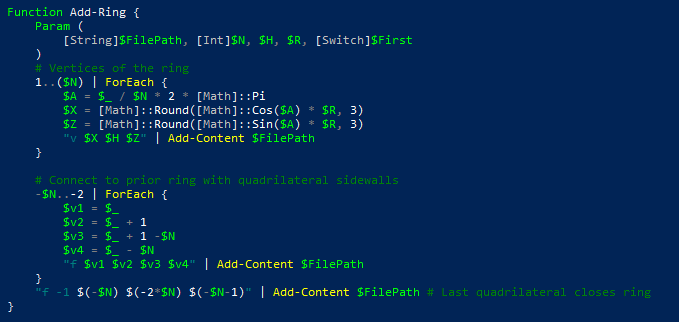 Function Add-Ring {
    Param (
        [String]$FilePath, [Int]$N, $H, $R, [Switch]$First
    )
    # Vertices of the ring
    1..($N) | ForEach {
        $A = $_ / $N * 2 * [Math]::Pi
        $X = [Math]::Round([Math]::Cos($A) * $R, 3)
        $Z = [Math]::Round([Math]::Sin($A) * $R, 3)
        "v $X $H $Z" | Add-Content $FilePath
    }

    # Connect to prior ring with quadrilateral sidewalls
    -$N..-2 | ForEach {
        $v1 = $_
        $v2 = $_ + 1
        $v3 = $_ + 1 -$N
        $v4 = $_ - $N
        "f $v1 $v2 $v3 $v4" | Add-Content $FilePath
    }
    "f -1 $(-$N) $(-2*$N) $(-$N-1)" | Add-Content $FilePath # Last quadrilateral closes ring
}